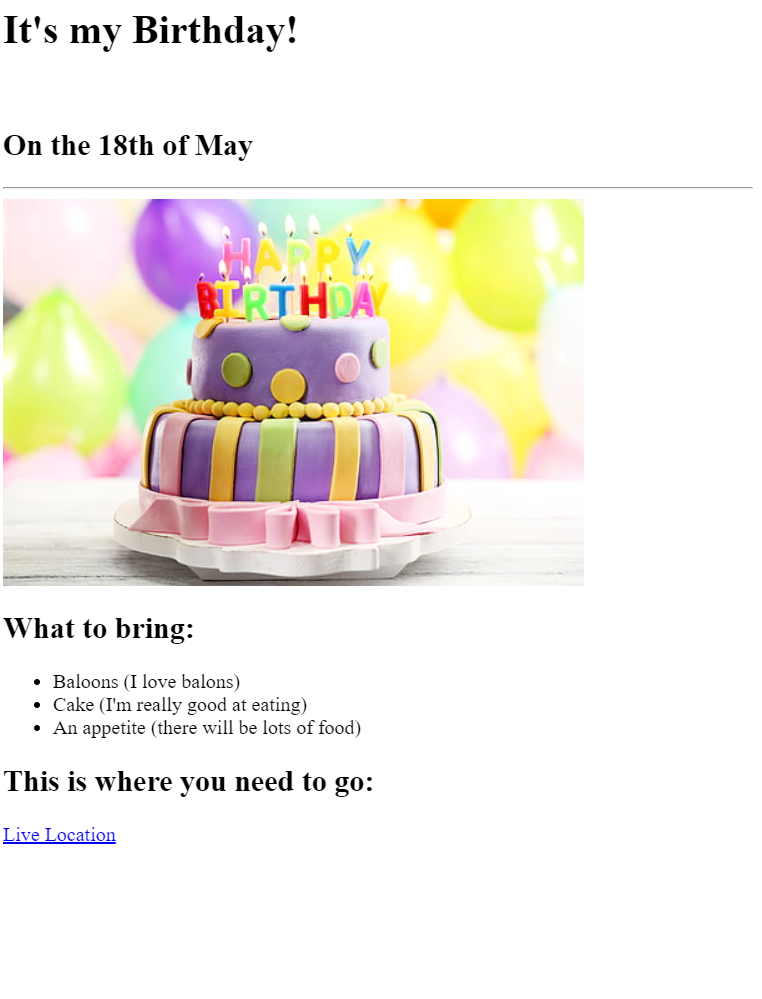 It's my Birthday!
On the 18th of May
HAPPY
BIRTHDAY
What to bring:
Baloons (I love balons)
Cake (I'm really good at eating)
An appetite (there will be lots of food)
This is where you need to go:
Live Location